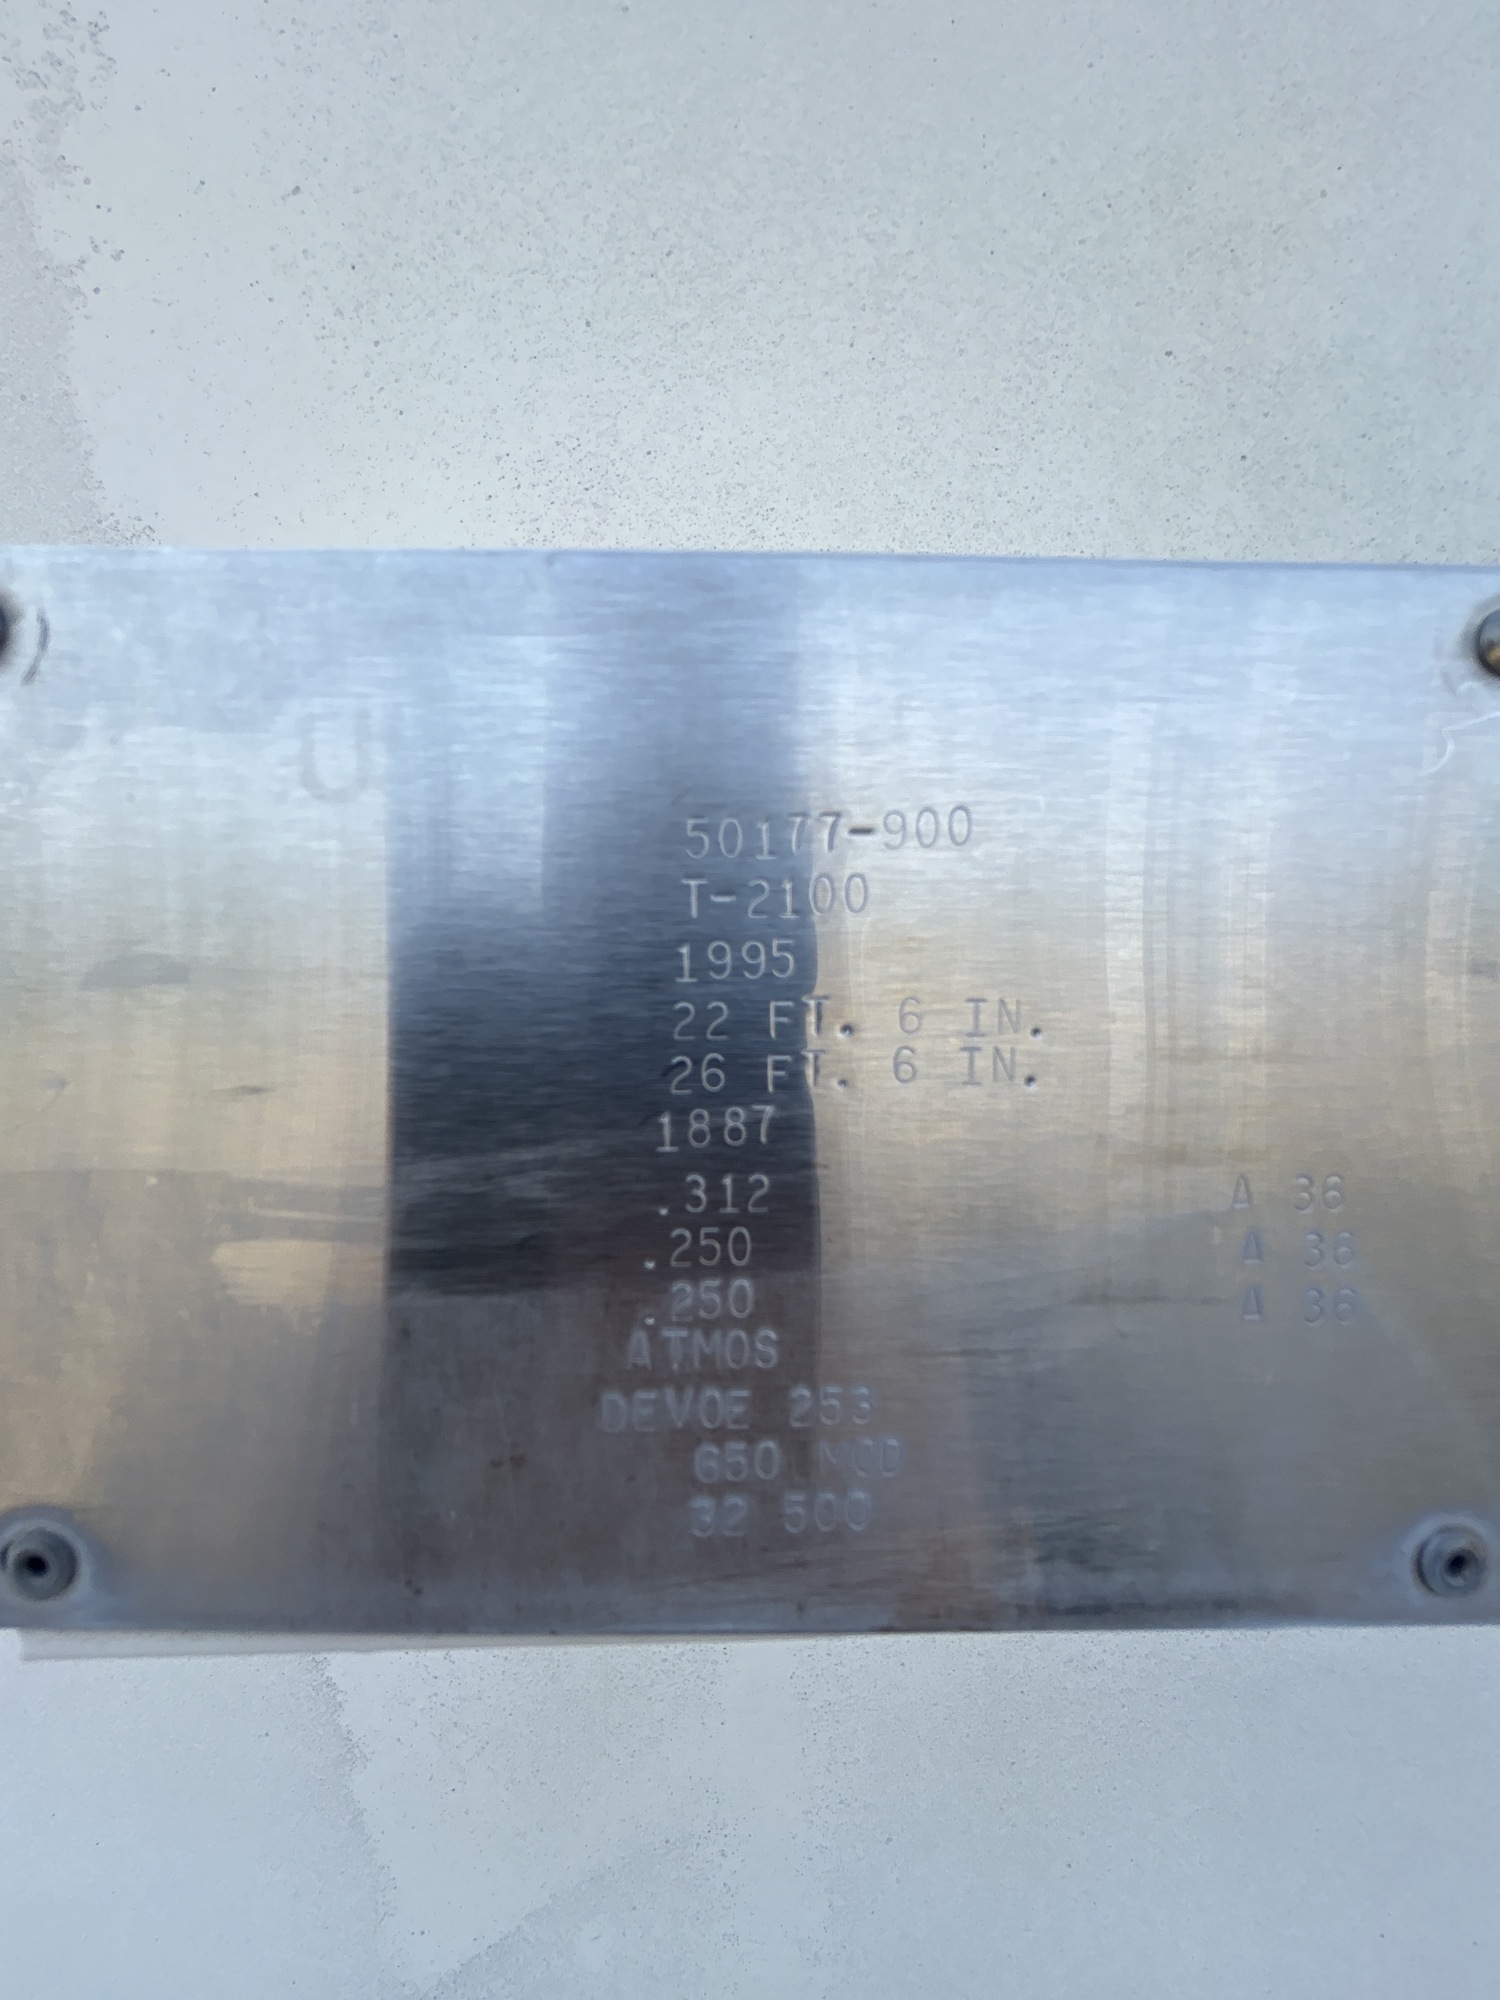 U
50177-900
T-2100
1995
22 FT. 6 IN.
26 FT. 6 IN.
1887
.312 A 36
.250 A 36
.250 A 36
ATMOS
DEVOE 253
650 MOD
32 500